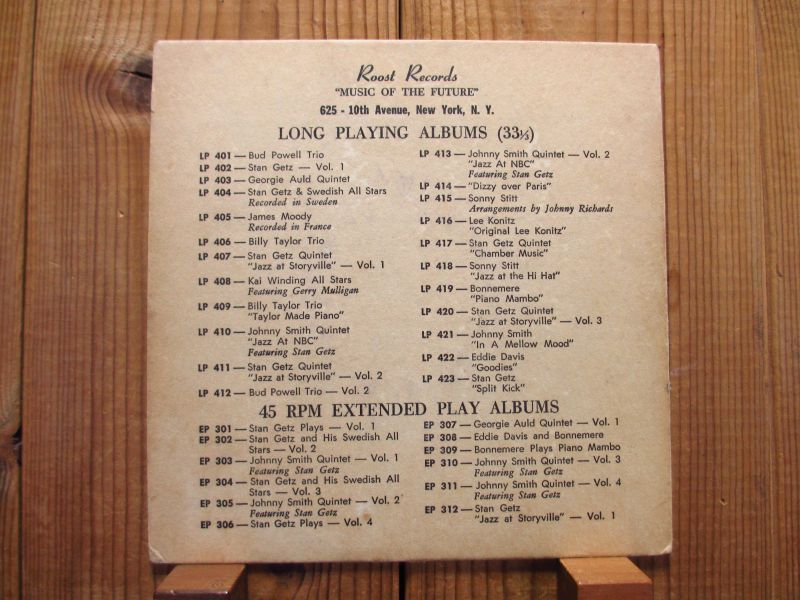 Roost Records
"MUSIC OF THE FUTURE"
625 - 10th Avenue, New York, N. Y.
LONG PLAYING ALBUMS (33⅓)
LP 401 — Bud Powell Trio
LP 402 — Stan Getz — Vol. 1
LP 403 — Georgie Auld Quintet
LP 404 — Stan Getz & Swedish All Stars
Recorded in Sweden
LP 405 — James Moody
Recorded in France
LP 406 — Billy Taylor Trio
LP 407 — Stan Getz Quintet
"Jazz at Storyville" — Vol. 1
LP 408 — Kai Winding All Stars
Featuring Gerry Mulligan
LP 409 — Billy Taylor Trio
"Taylor Made Piano"
LP 410 — Johnny Smith Quintet
"Jazz At NBC"
Featuring Stan Getz
LP 411 — Stan Getz Quintet
"Jazz at Storyville" — Vol. 2
LP 412 — Bud Powell Trio — Vol. 2
LP 413 — Johnny Smith Quintet — Vol. 2
"Jazz At NBC"
Featuring Stan Getz
LP 414 — "Dizzy over Paris"
LP 415 — Sonny Stitt
Arrangements by Johnny Richards
LP 416 — Lee Konitz
"Original Lee Konitz"
LP 417 — Stan Getz Quintet
"Chamber Music"
LP 418 — Sonny Stitt
"Jazz at the Hi Hat"
LP 419 — Bonnemere
"Piano Mambo"
LP 420 — Stan Getz Quintet
"Jazz at Storyville" — Vol. 3
LP 421 — Johnny Smith
"In A Mellow Mood"
LP 422 — Eddie Davis
"Goodies"
LP 423 — Stan Getz
"Split Kick"
45 RPM EXTENDED PLAY ALBUMS
EP 301 — Stan Getz Plays — Vol. 1
EP 302 — Stan Getz and His Swedish All
Stars — Vol. 2
EP 303 — Johnny Smith Quintet — Vol. 1
Featuring Stan Getz
EP 304 — Stan Getz and His Swedish All
Stars — Vol. 3
EP 305 — Johnny Smith Quintet — Vol. 2
Featuring Stan Getz
EP 306 — Stan Getz Plays — Vol. 4
EP 307 — Georgie Auld Quintet — Vol. 1
EP 308 — Eddie Davis and Bonnemere
EP 309 — Bonnemere Plays Piano Mambo
EP 310 — Johnny Smith Quintet — Vol. 3
Featuring Stan Getz
EP 311 — Johnny Smith Quintet — Vol. 4
Featuring Stan Getz
EP 312 — Stan Getz
"Jazz at Storyville" — Vol. 1